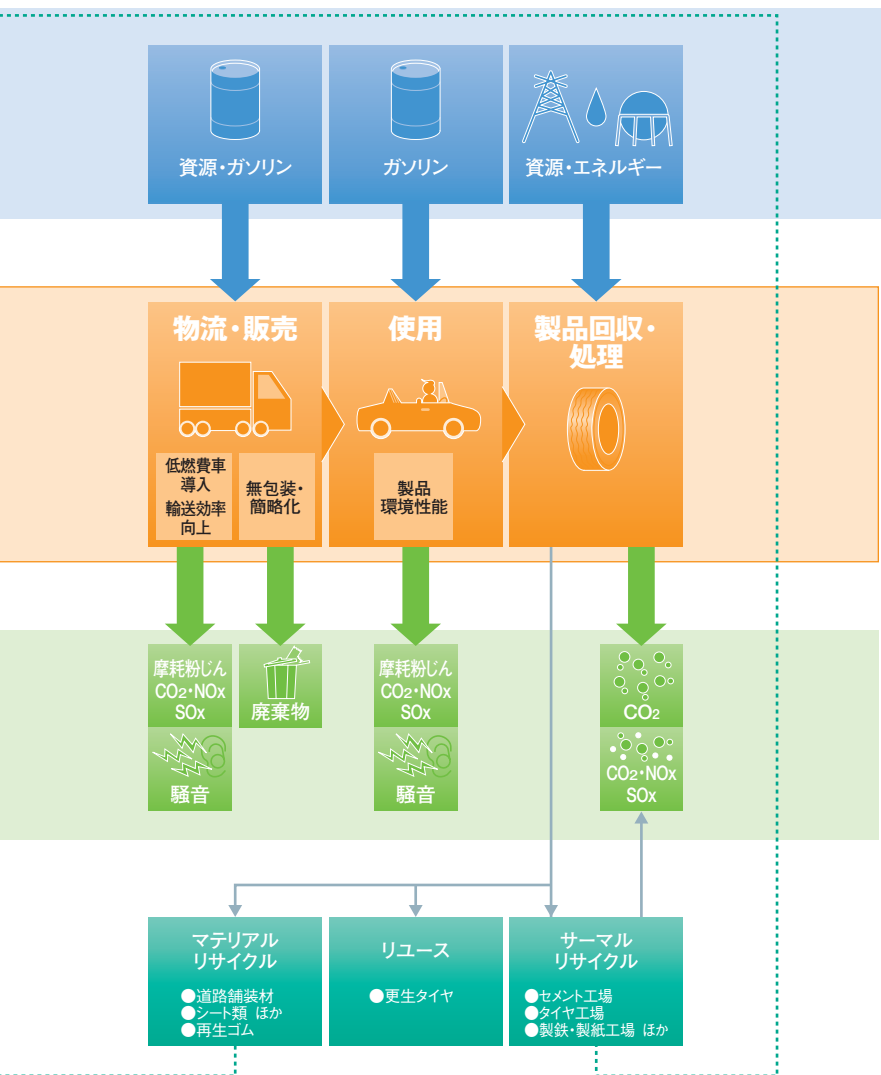 資源・ガソリン
ガソリン
資源・エネルギー
物流・販売
使用
製品回収・
処理
低燃費車
導入
輸送効率
向上
無包装・
簡略化
製品
環境性能
摩耗粉じん
CO2・NOx
SOx
騒音
廃棄物
摩耗粉じん
CO2・NOx
SOx
騒音
CO2
CO2・NOx
SOx
マテリアル
リサイクル
●道路舗装材
●シート類 ほか
●再生ゴム
リユース
●更生タイヤ
サーマル
リサイクル
●セメント工場
●タイヤ工場
●製鉄・製紙工場 ほか